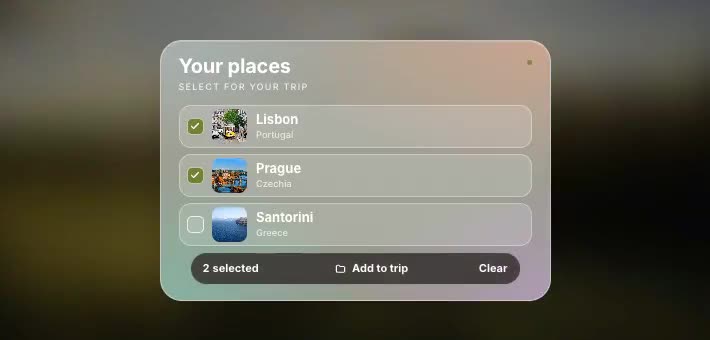 Your places
SELECT FOR YOUR TRIP
Lisbon
Portugal
Prague
Czechia
Santorini
Greece
2 selected Add to trip Clear